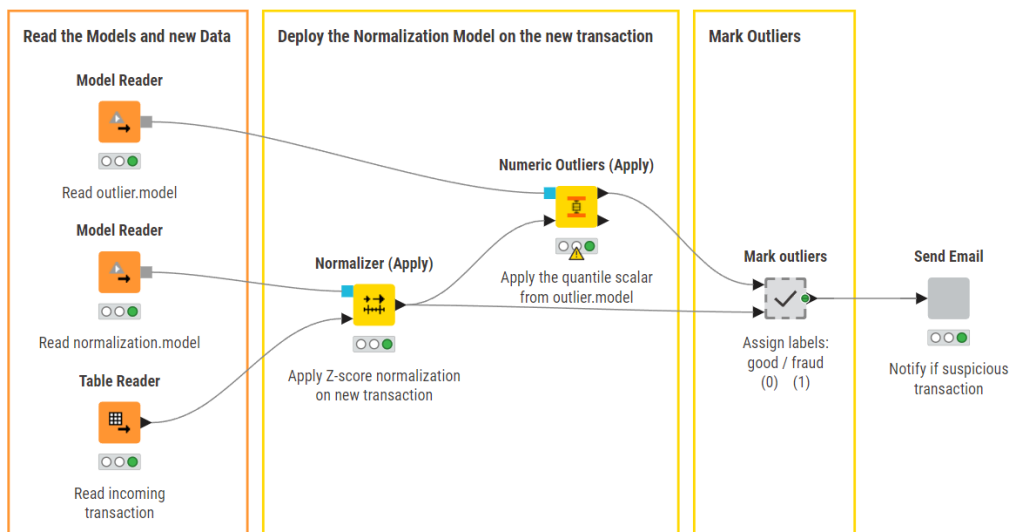 Read the Models and new Data
Model Reader
Read outlier.model
Model Reader
Read normalization.model
Table Reader
Read incoming
transaction
Deploy the Normalization Model on the new transaction
Numeric Outliers (Apply)
Apply the quantile scalar
from outlier.model
Normalizer (Apply)
Apply Z-score normalization
on new transaction
Mark Outliers
Mark outliers
Assign labels:
good / fraud
(0) (1)
Send Email
Notify if suspicious
transaction